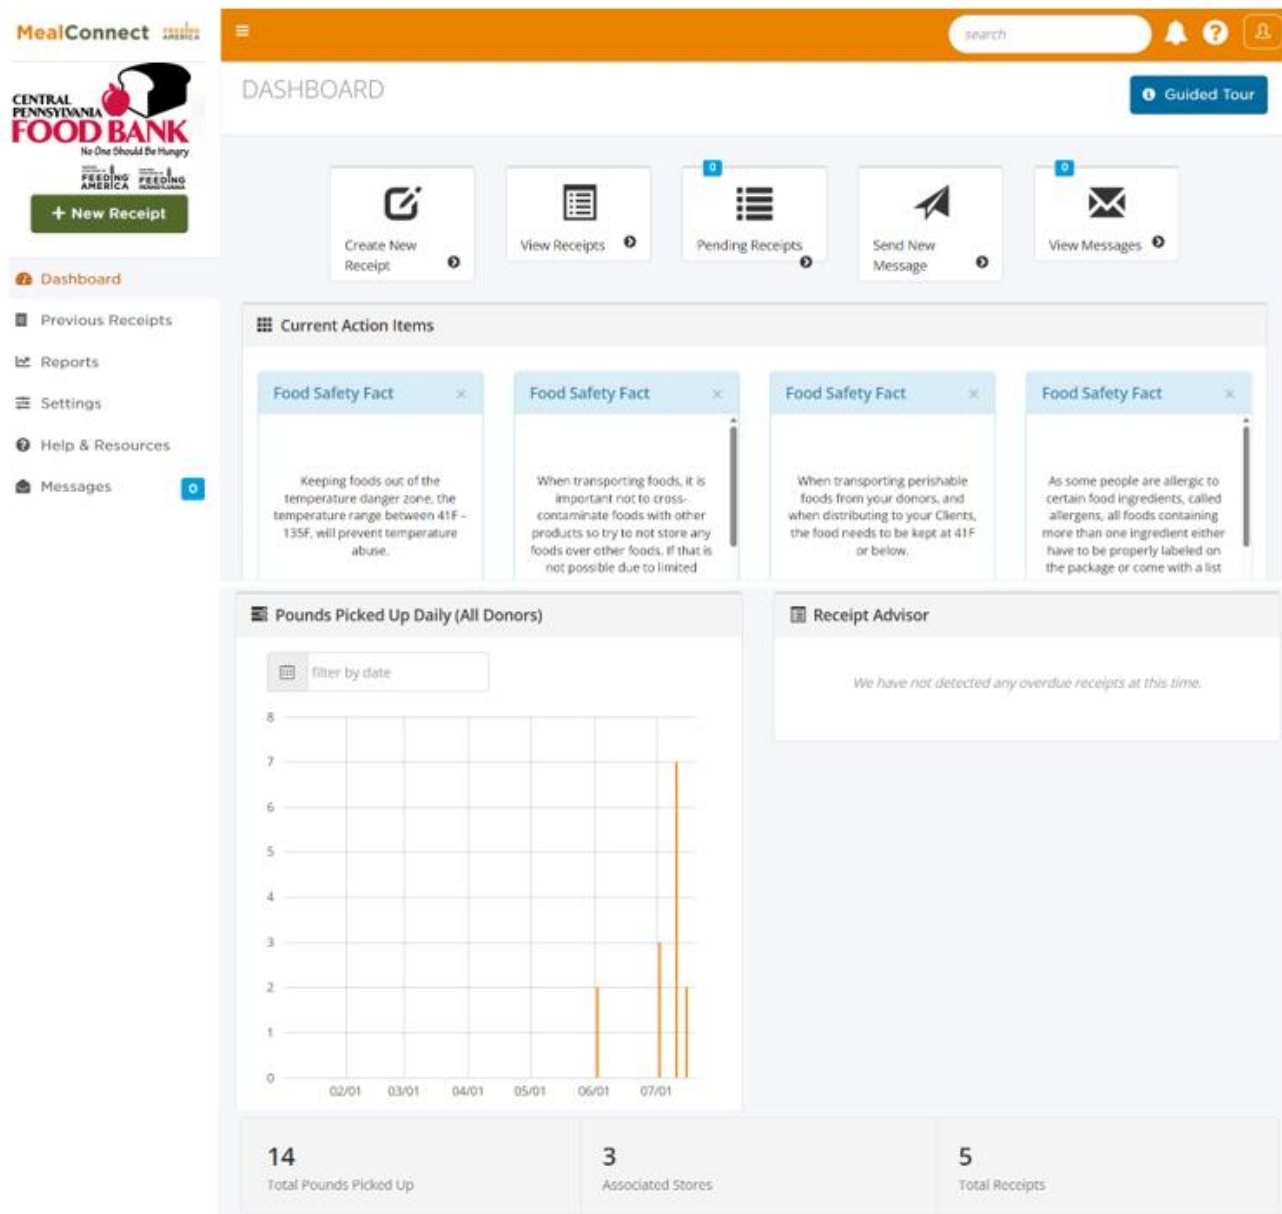 MealConnect FEEDING AMERICA
search
CENTRAL
PENNSYLVANIA
FOOD BANK
No One Should Be Hungry
FEEDING AMERICA
FEEDING PENNSYLVANIA
+ New Receipt
Dashboard
Previous Receipts
Reports
Settings
Help & Resources
Messages 0
DASHBOARD
Guided Tour
Create New
Receipt
View Receipts
0
Pending Receipts
Send New
Message
0
View Messages
Current Action Items
Food Safety Fact ×
Keeping foods out of the
temperature danger zone, the
temperature range between 41F –
135F, will prevent temperature
abuse.
Food Safety Fact ×
When transporting foods, it is
important not to cross-
contaminate foods with other
products so try to not store any
foods over other foods. If that is
not possible due to limited
Food Safety Fact ×
When transporting perishable
foods from your donors, and
when distributing to your Clients,
the food needs to be kept at 41F
or below.
Food Safety Fact ×
As some people are allergic to
certain food ingredients, called
allergens, all foods containing
more than one ingredient either
have to be properly labeled on
the package or come with a list
Pounds Picked Up Daily (All Donors)
filter by date
8
7
6
5
4
3
2
1
0
02/01 03/01 04/01 05/01 06/01 07/01
Receipt Advisor
We have not detected any overdue receipts at this time.
14
Total Pounds Picked Up
3
Associated Stores
5
Total Receipts